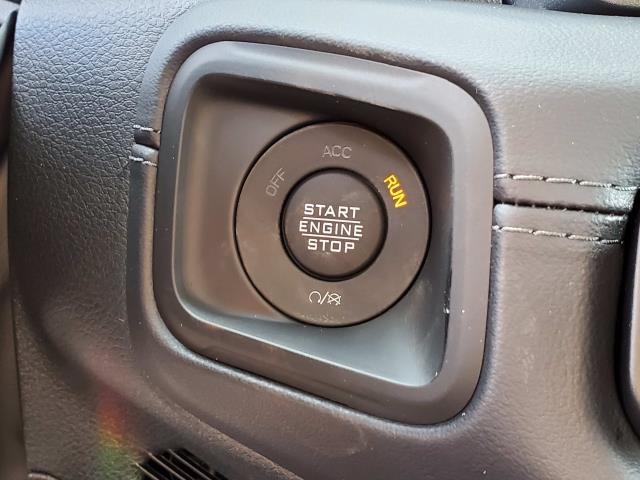 ACC
OFF
RUN
START
ENGINE
STOP